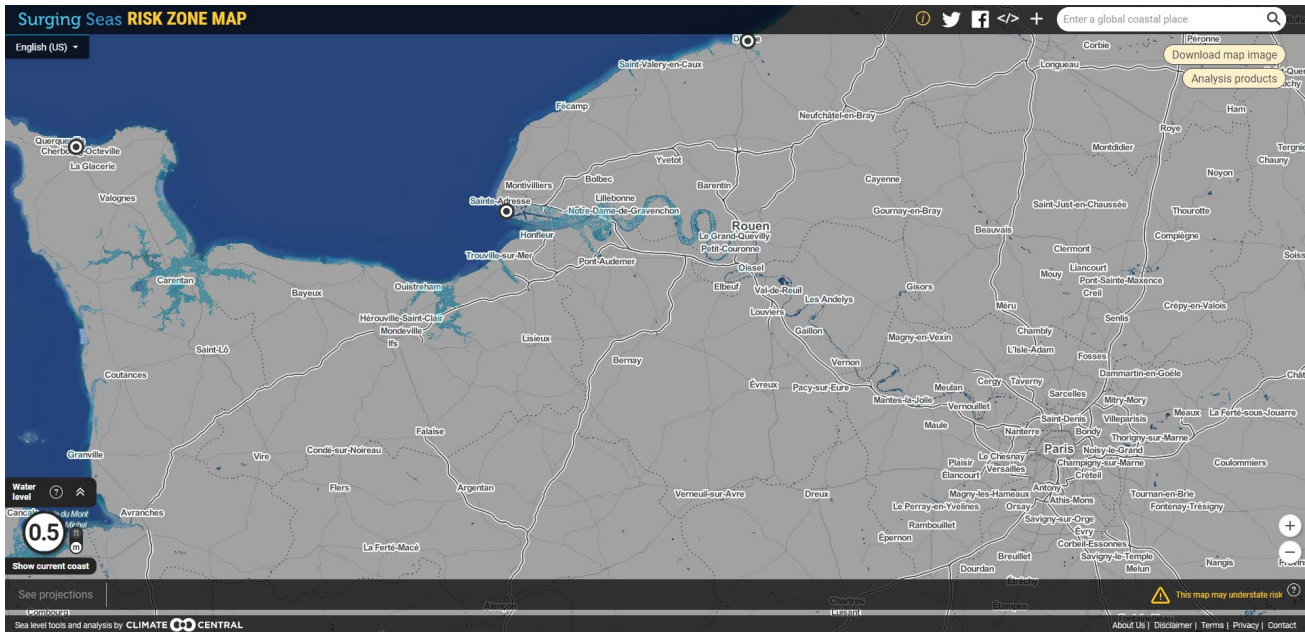 Surging Seas RISK ZONE MAP
</>
Enter a global coastal place
English (US)
Download map image
Analysis products
Péronne
Corbie
Longueau
Saint-Valery-en-Caux
Fécamp
Neufchâtel-en-Bray
Ham
Roye
Montdidier
Chauny
Noyon
Cherbourg-Octeville
La Glacerie
Valognes
Yvetot
Bolbec
Barentin
Montivilliers
Lillebonne
Cayenne
Sainte-Adresse
Notre-Dame-de-Gravenchon
Gournay-en-Bray
Saint-Just-en-Chaussée
Thourotte
Rouen
Le Grand-Quevilly
Petit-Couronne
Honfleur
Beauvais
Compiègne
Clermont
Trouville-sur-Mer
Pont-Audemer
Oissel
Mouy
Liancourt
Pont-Sainte-Maxence
Creil
Carentan
Bayeux
Ouistreham
Elbeuf
Val-de-Reuil
Les Andelys
Gisors
Louviers
Méru
Crépy-en-Valois
Senlis
Hérouville-Saint-Clair
Mondeville
Ifs
Lisieux
Gaillon
Magny-en-Vexin
Chambly
L'Isle-Adam
Saint-Lô
Bernay
Vernon
Fosses
Coutances
Évreux
Pacy-sur-Eure
Dammartin-en-Goële
Meulan
Cergy
Taverny
Sarcelles
Mantes-la-Jolie
Vernouillet
Mitry-Mory
Meaux
La Ferté-sous-Jouarre
Maule
Nanterre
Saint-Denis
Villeparisis
Bondy
Thorigny-sur-Marne
Falaise
Condé-sur-Noireau
Granville
Vire
Paris
Le Chesnay
Versailles
Noisy-le-Grand
Champigny-sur-Marne
Plaisir
Élancourt
Créteil
Coulommiers
Flers
Argentan
Verneuil-sur-Avre
Dreux
Antony
Magny-les-Hameaux
Athis-Mons
Tournan-en-Brie
Le Perray-en-Yvelines
Orsay
Fontenay-Trésigny
Water
level
?
Avranches
0.5
ft
m
Show current coast
Savigny-sur-Orge
Rambouillet
Évry
Épernon
Corbeil-Essonnes
La Ferté-Macé
Breuillet
Savigny-le-Temple
Nangis
Dourdan
Melun
Étréchy
See projections
This map may understate risk
?
Combourg
Alençon
Chartres
Luisant
Étampes
Sea level tools and analysis by CLIMATE CENTRAL
About Us | Disclaimer | Terms | Privacy | Contact